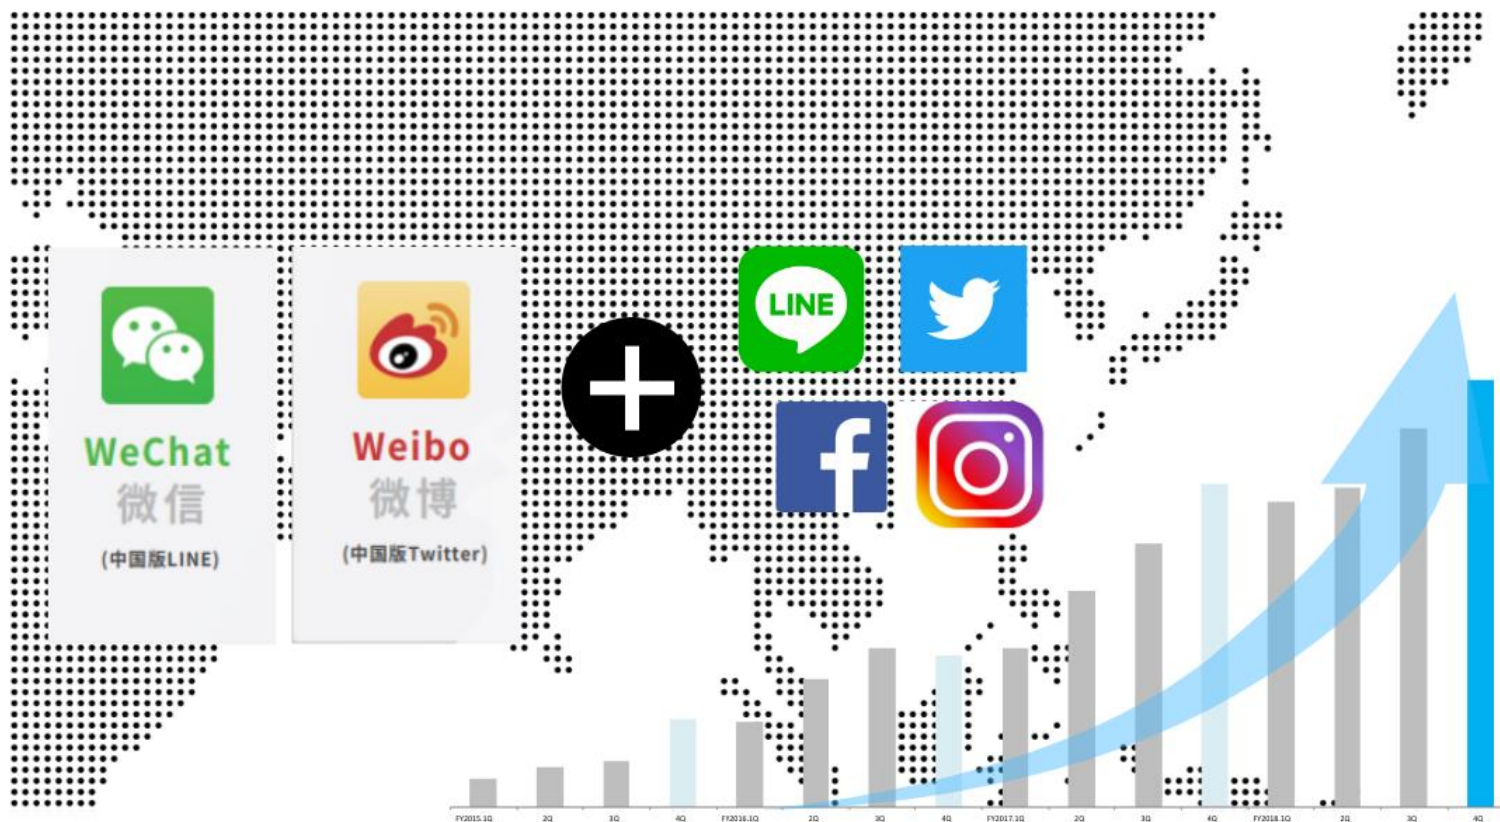 WeChat
微信
(中国版LINE)
Weibo
微博
(中国版Twitter)
LINE
FY2015.1Q 2Q 3Q 4Q FY2016.1Q 2Q 3Q 4Q FY2017.1Q 2Q 3Q 4Q FY2018.1Q 2Q 3Q 4Q